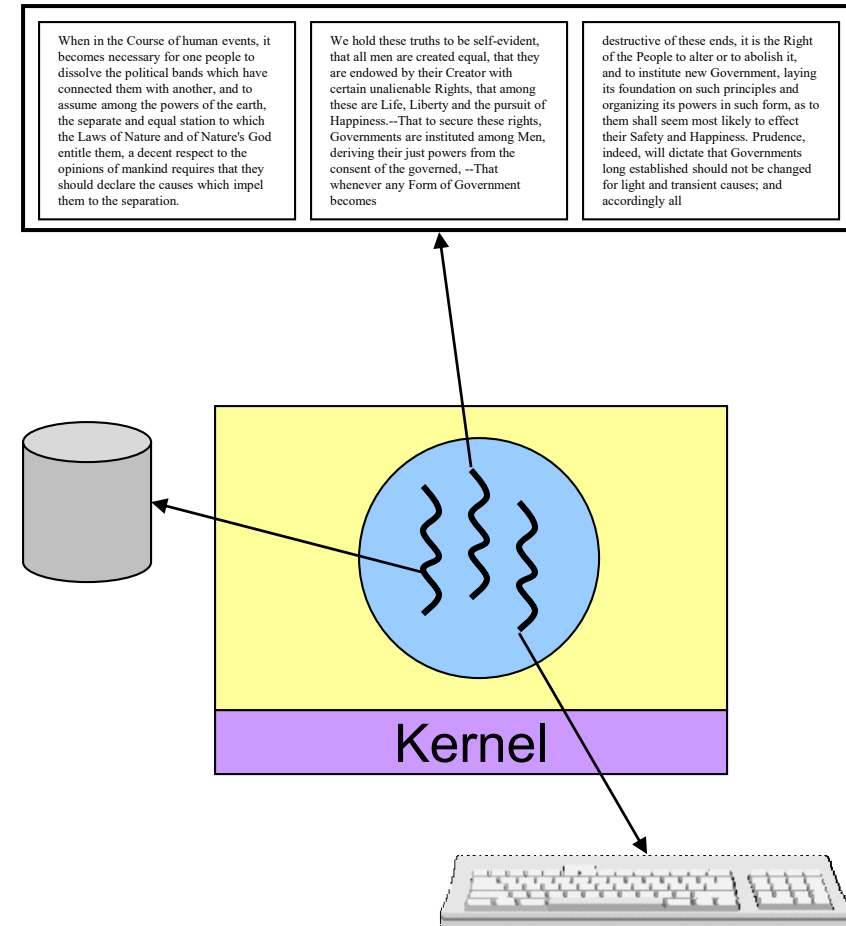 When in the Course of human events, it
becomes necessary for one people to
dissolve the political bands which have
connected them with another, and to
assume among the powers of the earth,
the separate and equal station to which
the Laws of Nature and of Nature's God
entitle them, a decent respect to the
opinions of mankind requires that they
should declare the causes which impel
them to the separation.
We hold these truths to be self-evident,
that all men are created equal, that they
are endowed by their Creator with
certain unalienable Rights, that among
these are Life, Liberty and the pursuit of
Happiness.--That to secure these rights,
Governments are instituted among Men,
deriving their just powers from the
consent of the governed, --That
whenever any Form of Government
becomes
destructive of these ends, it is the Right
of the People to alter or to abolish it,
and to institute new Government, laying
its foundation on such principles and
organizing its powers in such form, as to
them shall seem most likely to effect
their Safety and Happiness. Prudence,
indeed, will dictate that Governments
long established should not be changed
for light and transient causes; and
accordingly all
Kernel